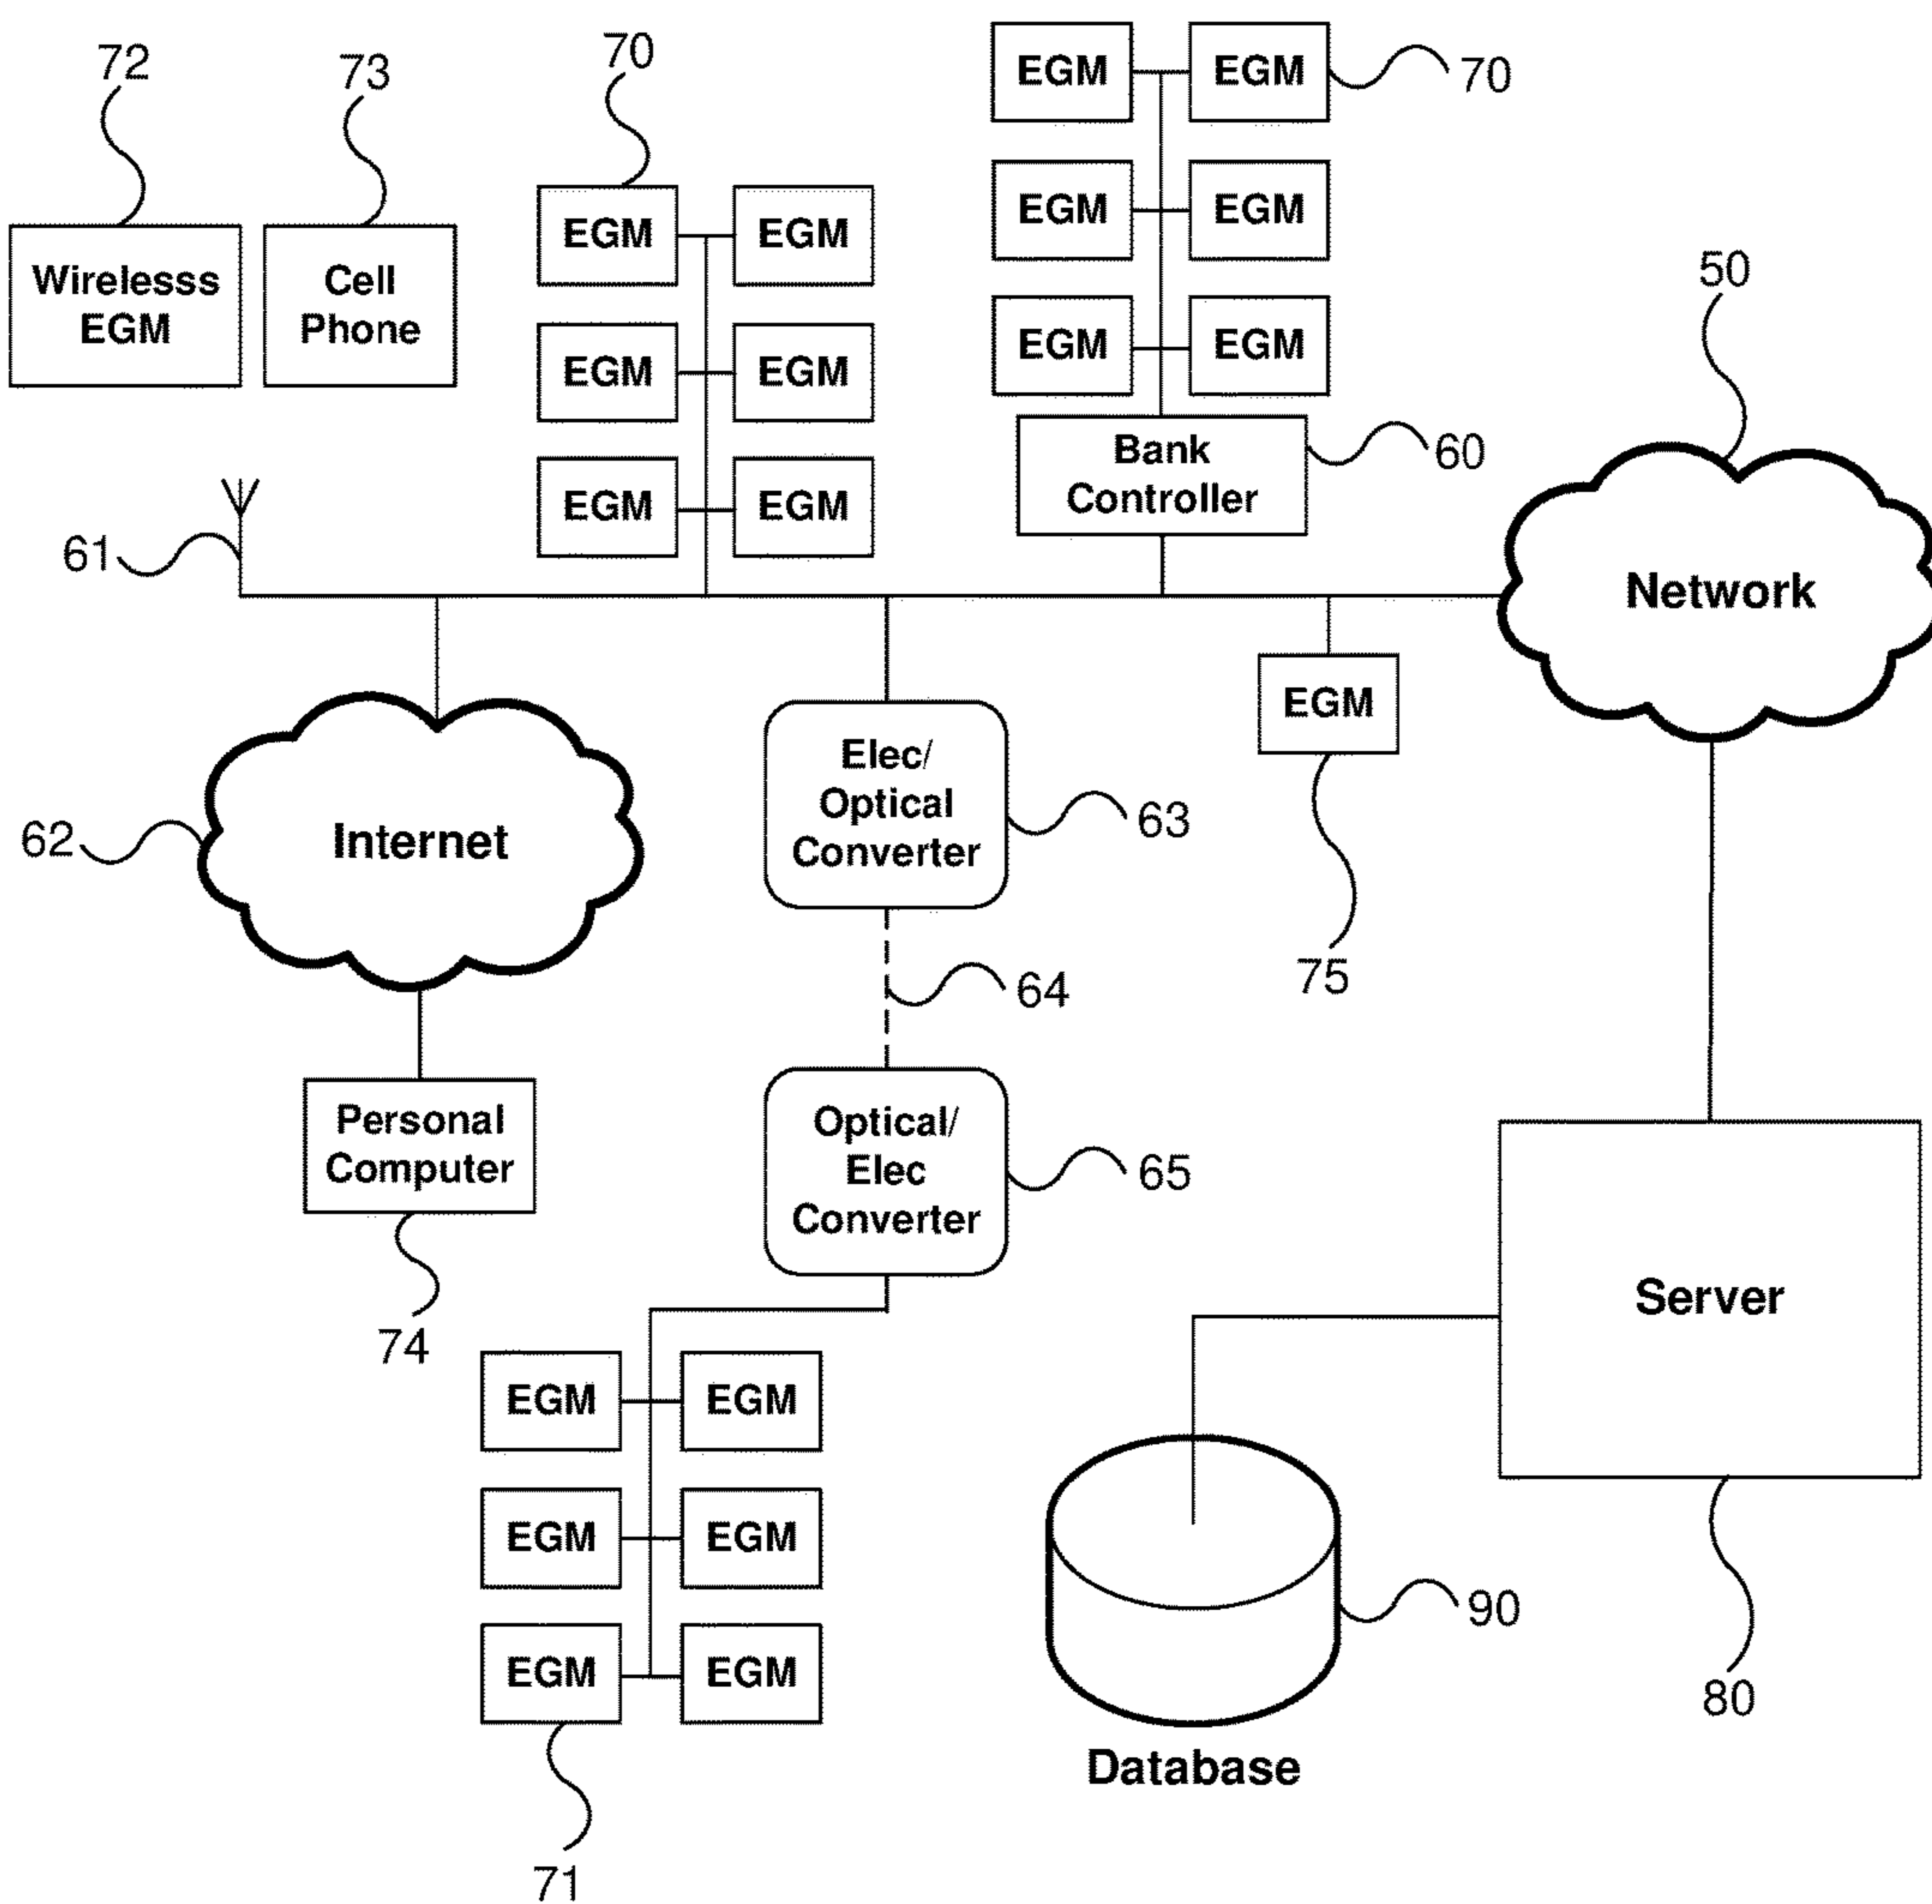 72
73
70
EGM EGM
70
Wirelesss
EGM
Cell
Phone
EGM EGM
EGM EGM
EGM EGM
EGM EGM
EGM EGM
50
Bank
Controller
60
61
Network
EGM
75
Internet
62
Elec/
Optical
Converter
63
64
Personal
Computer
74
Optical/
Elec
Converter
65
Server
80
EGM EGM
EGM EGM
EGM EGM
71
90
Database